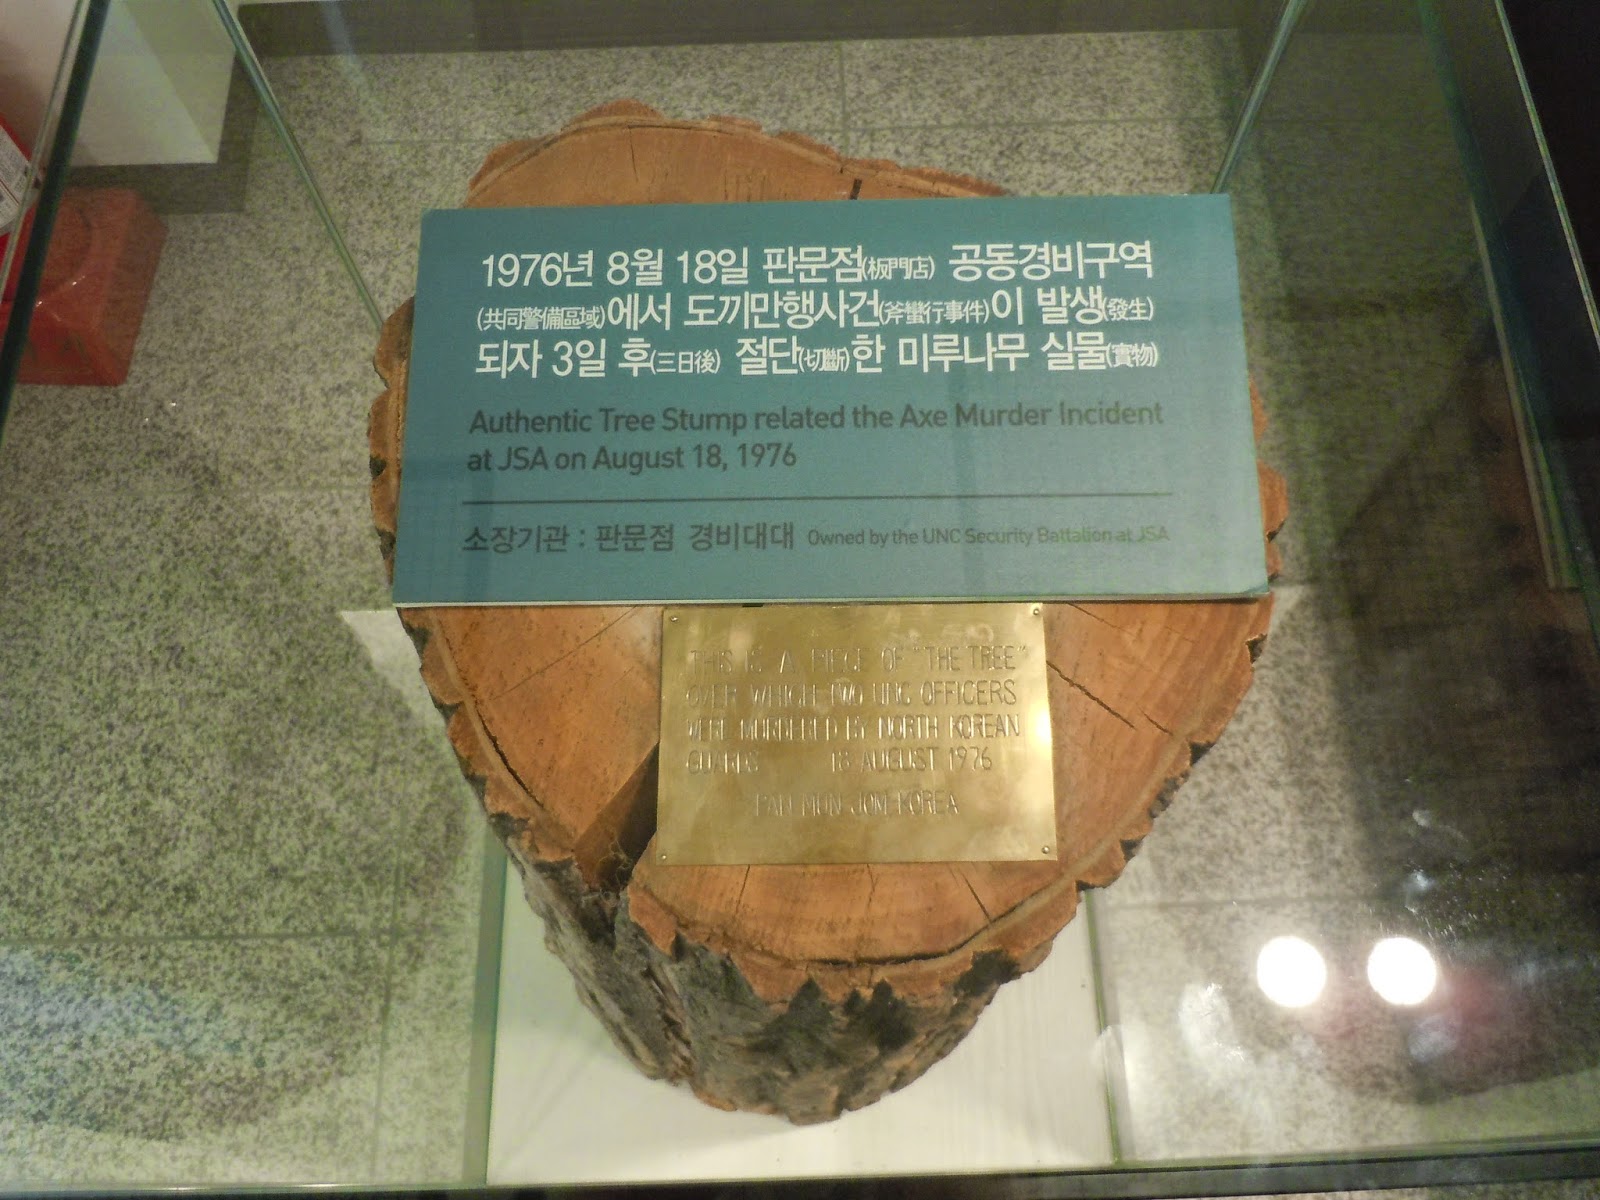 1976년 8월 18일 판문점(板門店) 공동경비구역
(共同警備區域)에서 도끼만행사건(斧蠻行事件)이 발생(發生)
되자 3일 후(三日後) 절단(切斷)한 미루나무 실물(實物)
Authentic Tree Stump related the Axe Murder Incident
at JSA on August 18, 1976
소장기관 : 판문점 경비대대 Owned by the UNC Security Battalion at JSA
THIS IS A PIECE OF "THE TREE"
OVER WHICH TWO UNC OFFICERS
WERE MURDERED BY NORTH KOREAN
GUARDS 18 AUGUST 1976
PAN MUN JOM KOREA